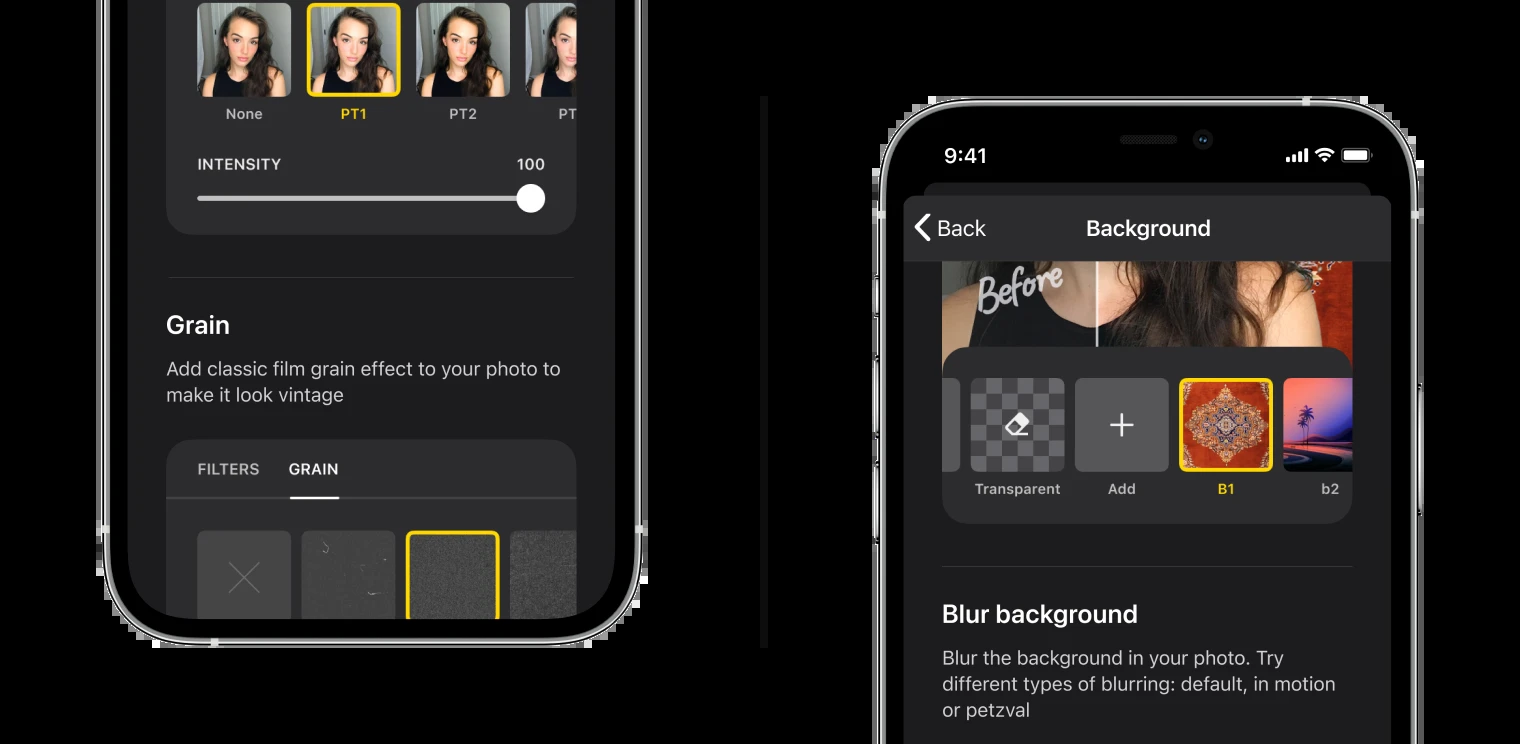 None PT1 PT2 PT
INTENSITY 100
Grain
Add classic film grain effect to your photo to
make it look vintage
FILTERS GRAIN
9:41
Back Background
Before
Transparent Add B1 b2
Blur background
Blur the background in your photo. Try
different types of blurring: default, in motion
or petzval